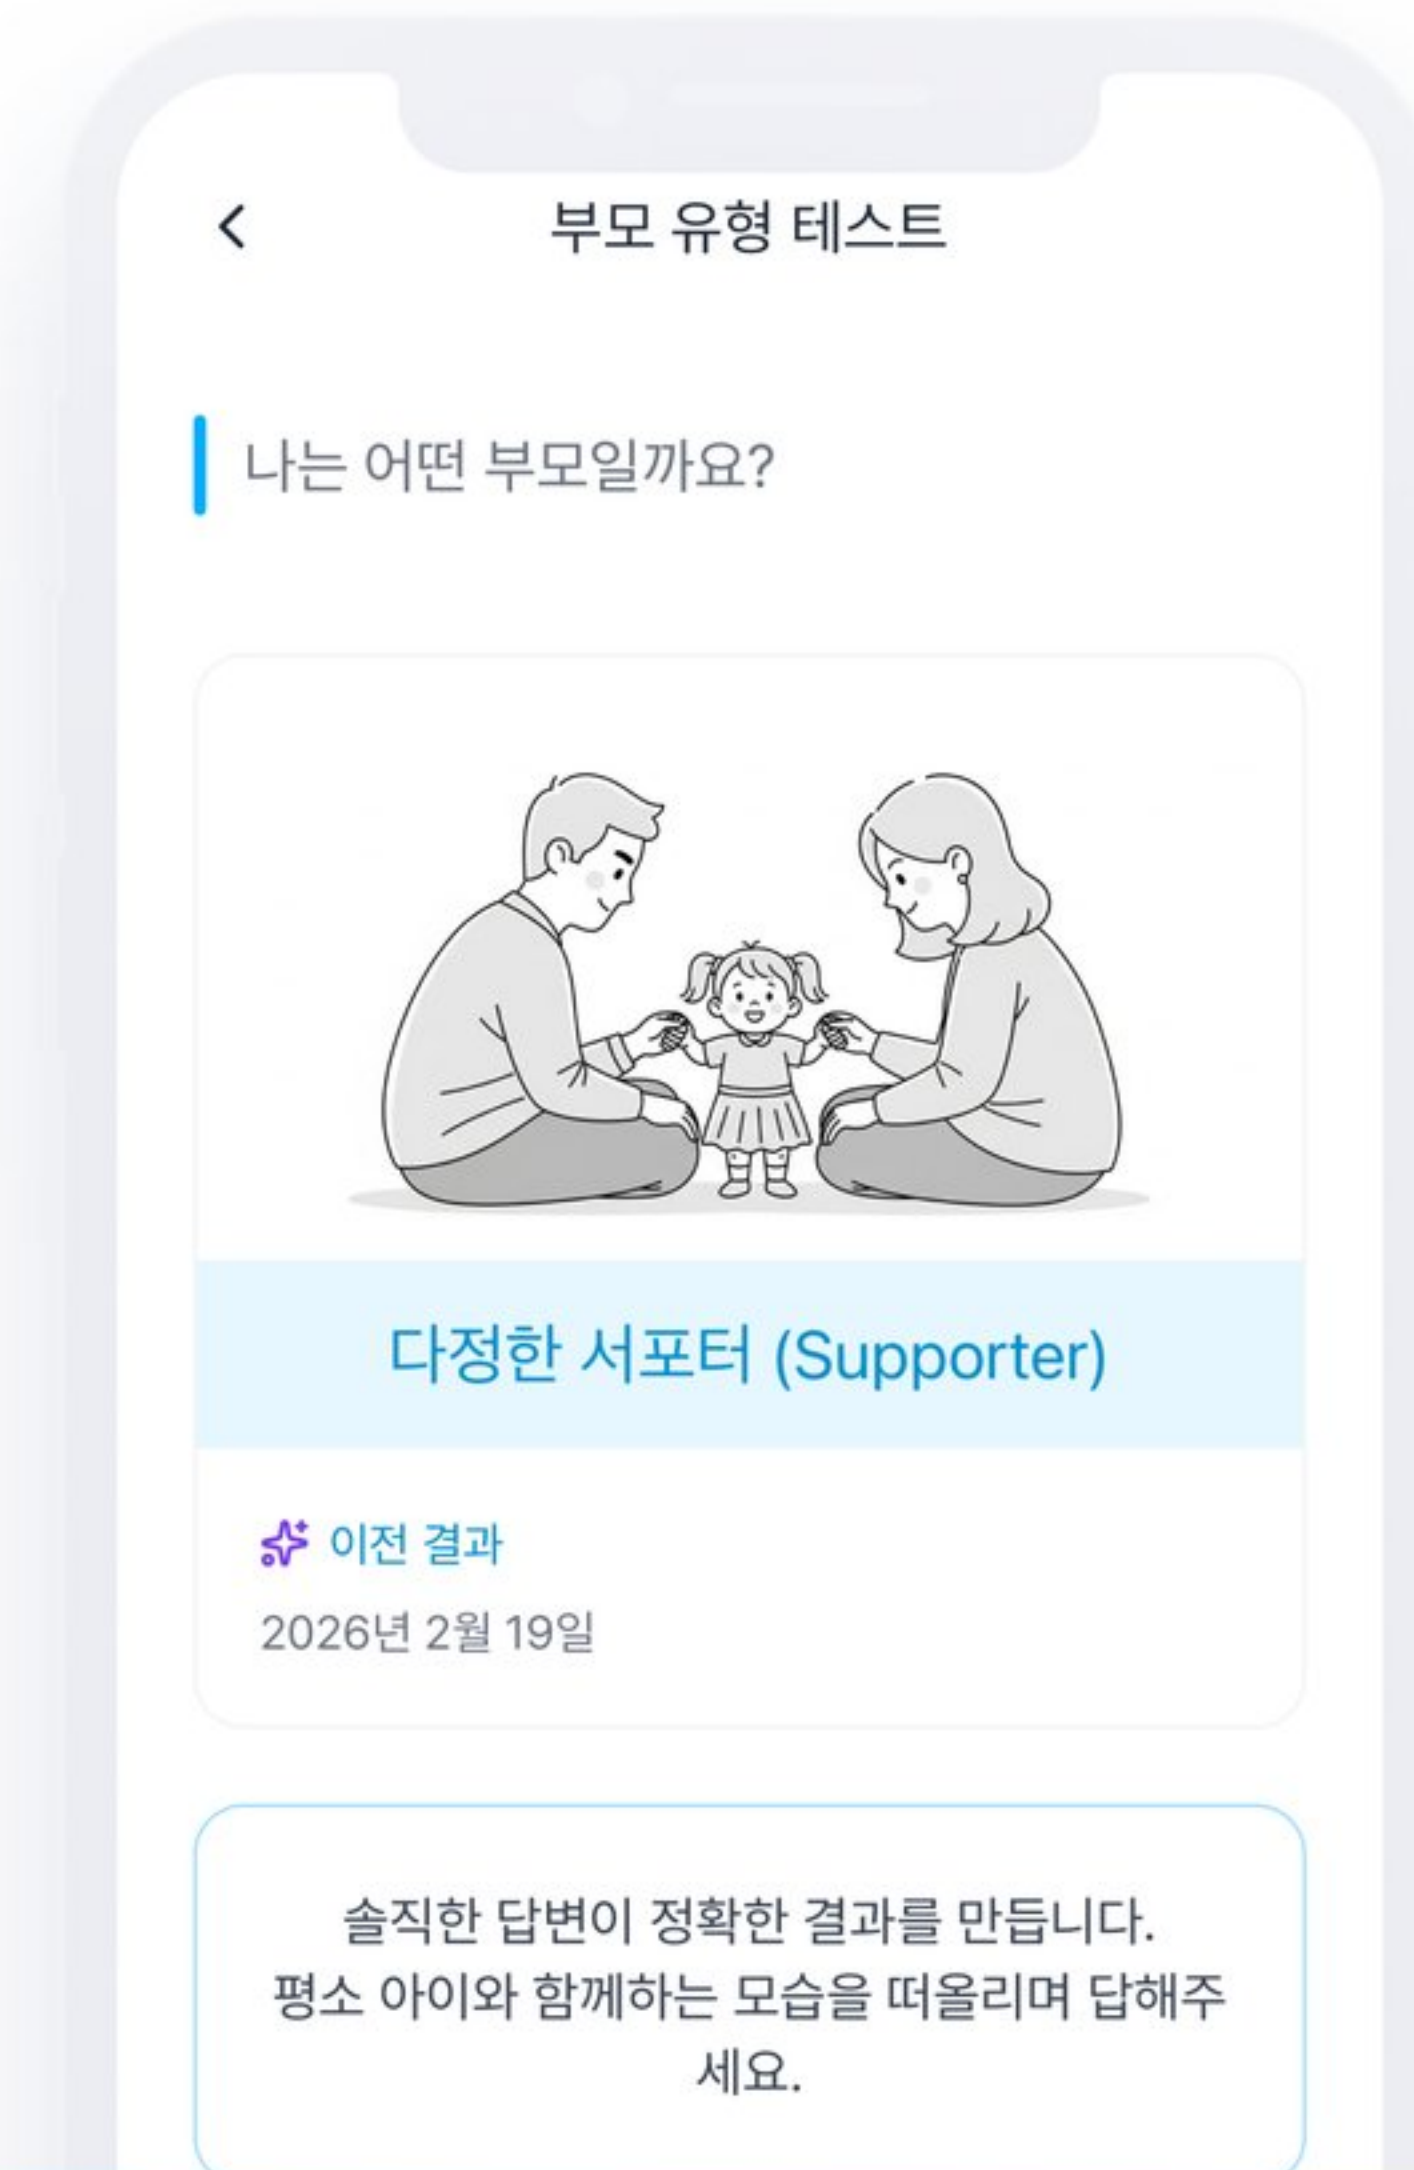 부모 유형 테스트
나는 어떤 부모일까요?
다정한 서포터 (Supporter)
이전 결과
2026년 2월 19일
솔직한 답변이 정확한 결과를 만듭니다.
평소 아이와 함께하는 모습을 떠올리며 답해주
세요.